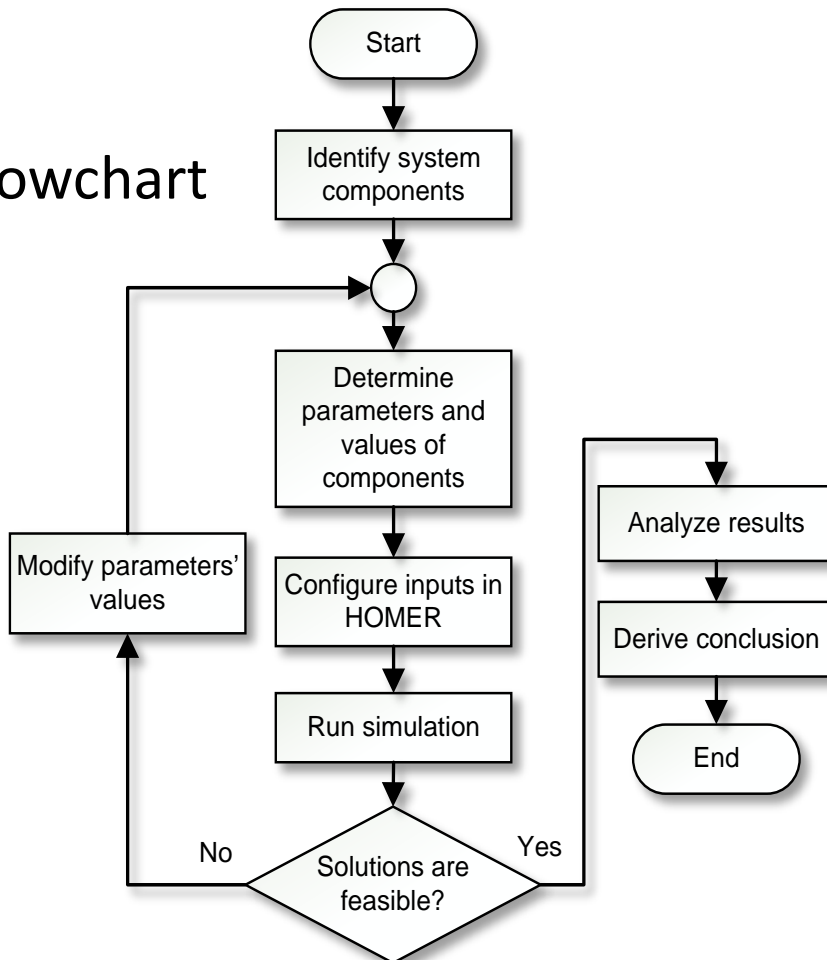 Start
Identify system
components
owchart
Determine
parameters and
values of
components
Modify parameters’
values
Configure inputs in
HOMER
Run simulation
No
Solutions are
feasible?
Yes
Analyze results
Derive conclusion
End